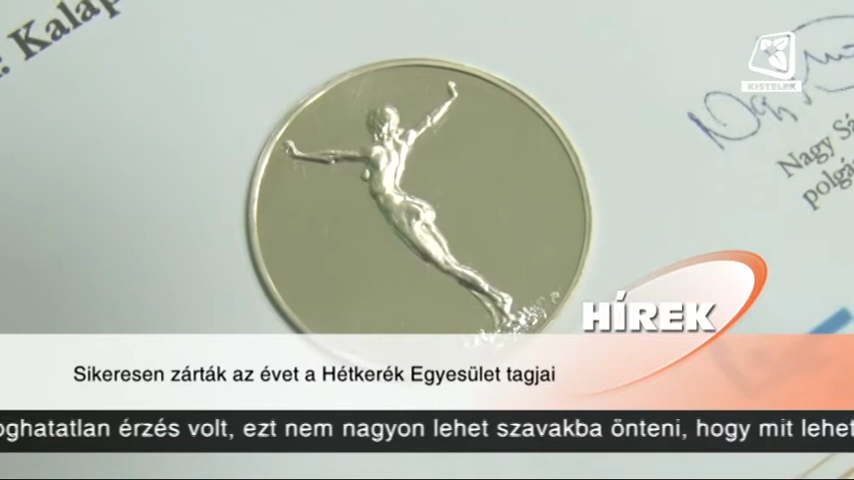 : Kalap
KISTELEK
Nagy Sá
polgá
HÍREK
Sikeresen zárták az évet a Hétkerék Egyesület tagjai
oghatatlan érzés volt, ezt nem nagyon lehet szavakba önteni, hogy mit lehet